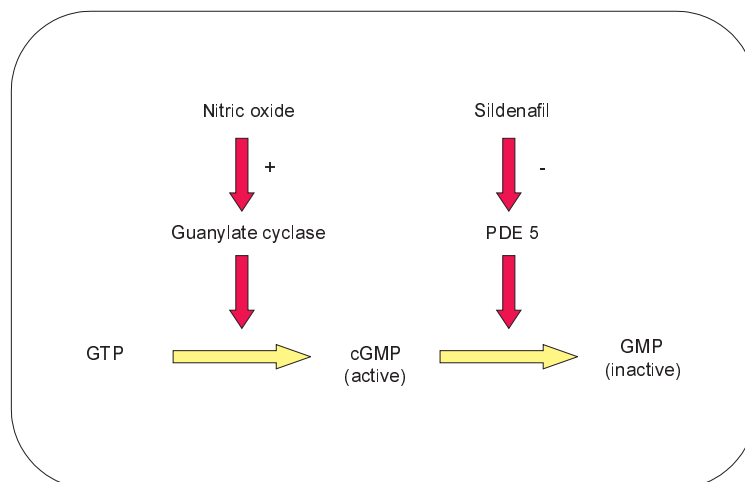 Nitric oxide
Sildenafil
+
-
Guanylate cyclase
PDE 5
GTP
cGMP
(active)
GMP
(inactive)